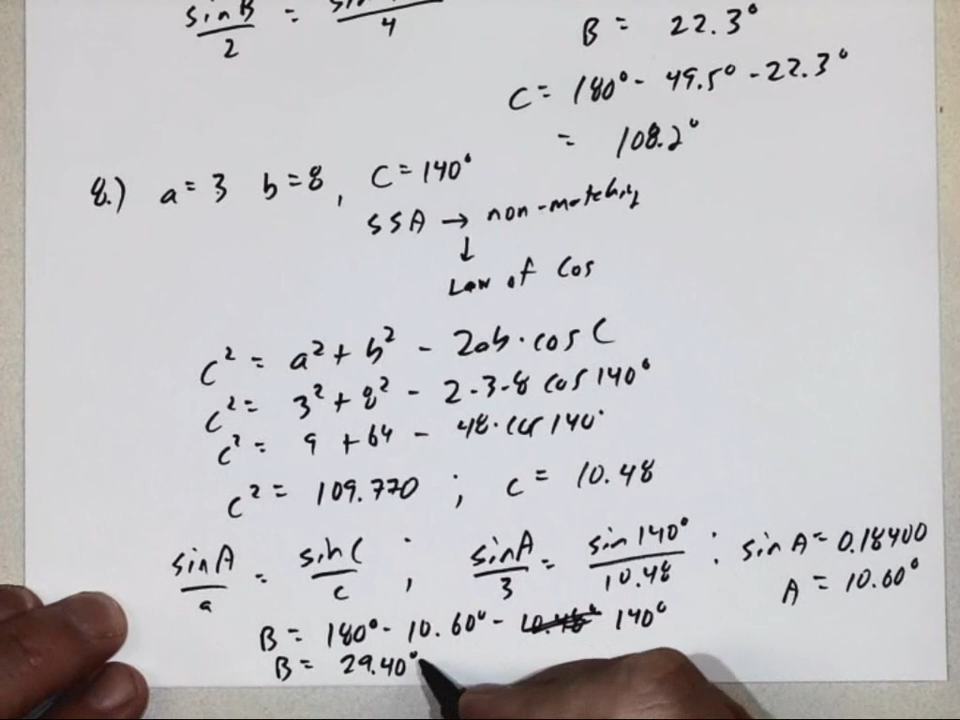 sin B / 2 = / 4
B = 22.3°
C = 180° - 49.5° - 22.3°
= 108.2°
8.) a = 3 b = 8, C = 140°
SSA → non-matching
↓
Law of Cos
c² = a² + b² - 2ab · cos C
c² = 3² + 8² - 2·3·8 cos 140°
c² = 9 + 64 - 48 · cos 140°
c² = 109.770 ; c = 10.48
sin A / a = sin C / c ; sin A / 3 = sin 140° / 10.48 ; sin A = 0.18400
A = 10.60°
B = 180° - 10.60° - 140°
B = 29.40°